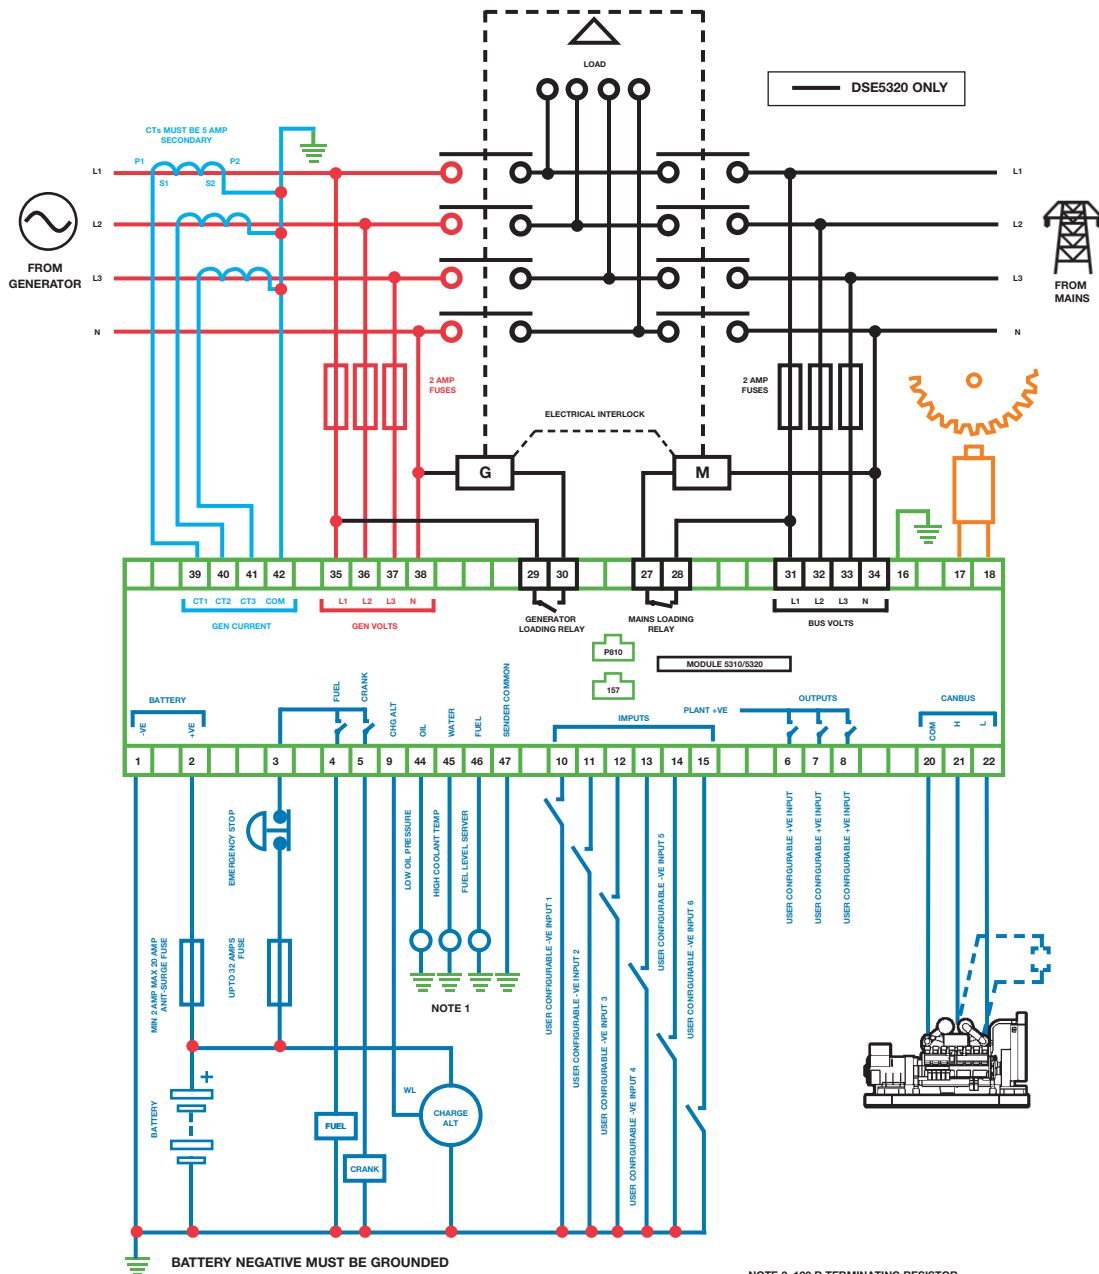 LOAD
DSE5320 ONLY
CTs MUST BE 5 AMP
SECONDARY
P1
P2
S1
S2
L1
L1
L2
L2
L3
L3
N
N
FROM
GENERATOR
FROM
MAINS
2 AMP
FUSES
2 AMP
FUSES
ELECTRICAL INTERLOCK
G
M
39 40 41 42 35 36 37 38 29 30 27 28 31 32 33 34 16 17 18
CT1 CT2 CT3 COM
L1 L2 L3 N
L1 L2 L3 N
GEN CURRENT
GEN VOLTS
GENERATOR
LOADING RELAY
MAINS LOADING
RELAY
BUS VOLTS
P810
MODULE 5310/5320
157
BATTERY
-VE
+VE
FUEL
CRANK
CHG ALT
OIL
WATER
FUEL
SENDER COMMON
IMPUTS
PLANT +VE
OUTPUTS
CANBUS
COM
H
L
1 2 3 4 5 9 44 45 46 47 10 11 12 13 14 15 6 7 8 20 21 22
EMERGENCY STOP
LOW OIL PRESSURE
HIGH COOLANT TEMP
FUEL LEVEL SERVER
USER CONFIGURABLE -VE INPUT 1
USER CONFIGURABLE -VE INPUT 2
USER CONFIGURABLE -VE INPUT 3
USER CONFIGURABLE -VE INPUT 4
USER CONFIGURABLE -VE INPUT 5
USER CONFIGURABLE -VE INPUT 6
USER CONFIGURABLE +VE INPUT
USER CONFIGURABLE +VE INPUT
USER CONFIGURABLE +VE INPUT
MIN 2 AMP MAX 20 AMP
ANIT-SURGE FUSE
UPTO 32 AMPS
FUSE
NOTE 1
BATTERY
+
WL
CHARGE
ALT
FUEL
CRANK
BATTERY NEGATIVE MUST BE GROUNDED